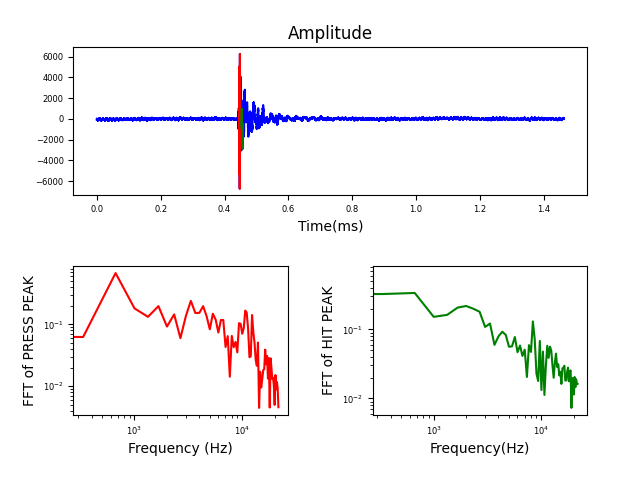 Amplitude
6000
4000
2000
0
−2000
−4000
−6000
0.0 0.2 0.4 0.6 0.8 1.0 1.2 1.4
Time(ms)
FFT of PRESS PEAK
10⁻¹
10⁻²
10³ 10⁴
Frequency (Hz)
FFT of HIT PEAK
10⁻¹
10⁻²
10³ 10⁴
Frequency(Hz)